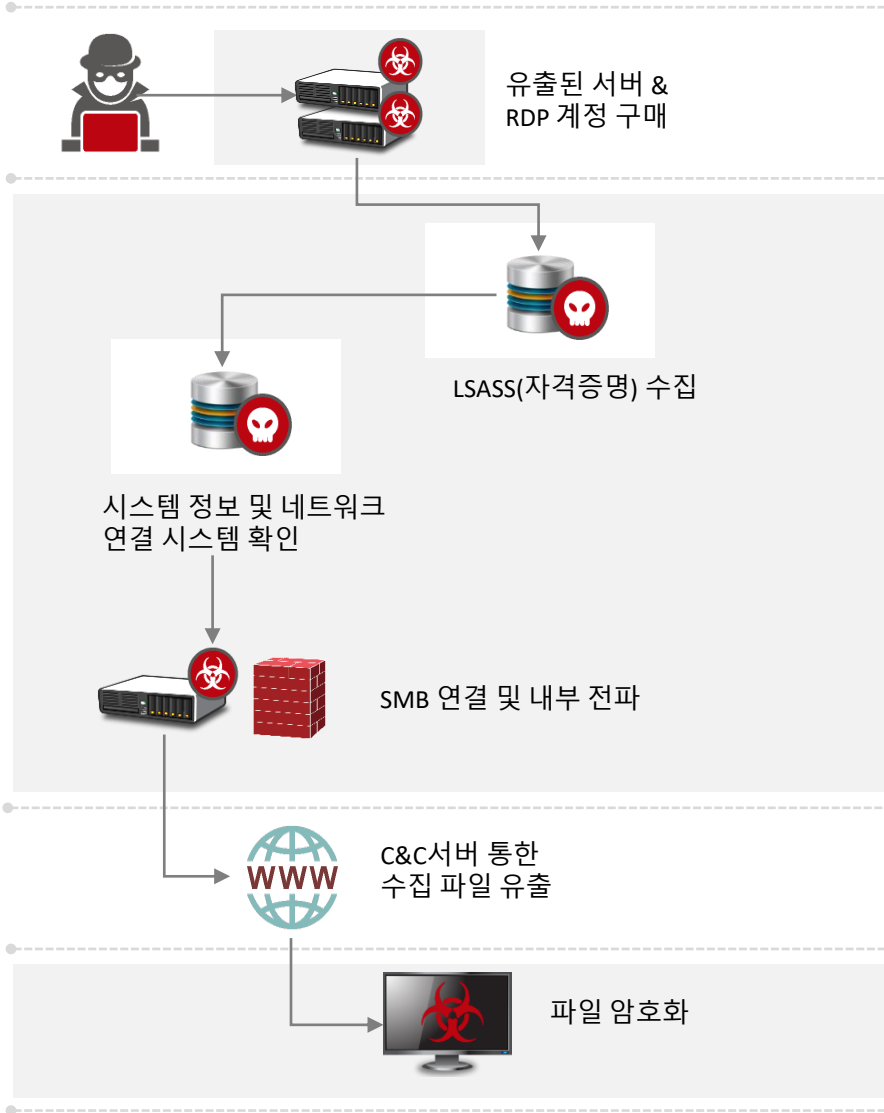 유출된 서버 &
RDP 계정 구매
LSASS(자격증명) 수집
시스템 정보 및 네트워크
연결 시스템 확인
SMB 연결 및 내부 전파
WWW
C&C서버 통한
수집 파일 유출
파일 암호화